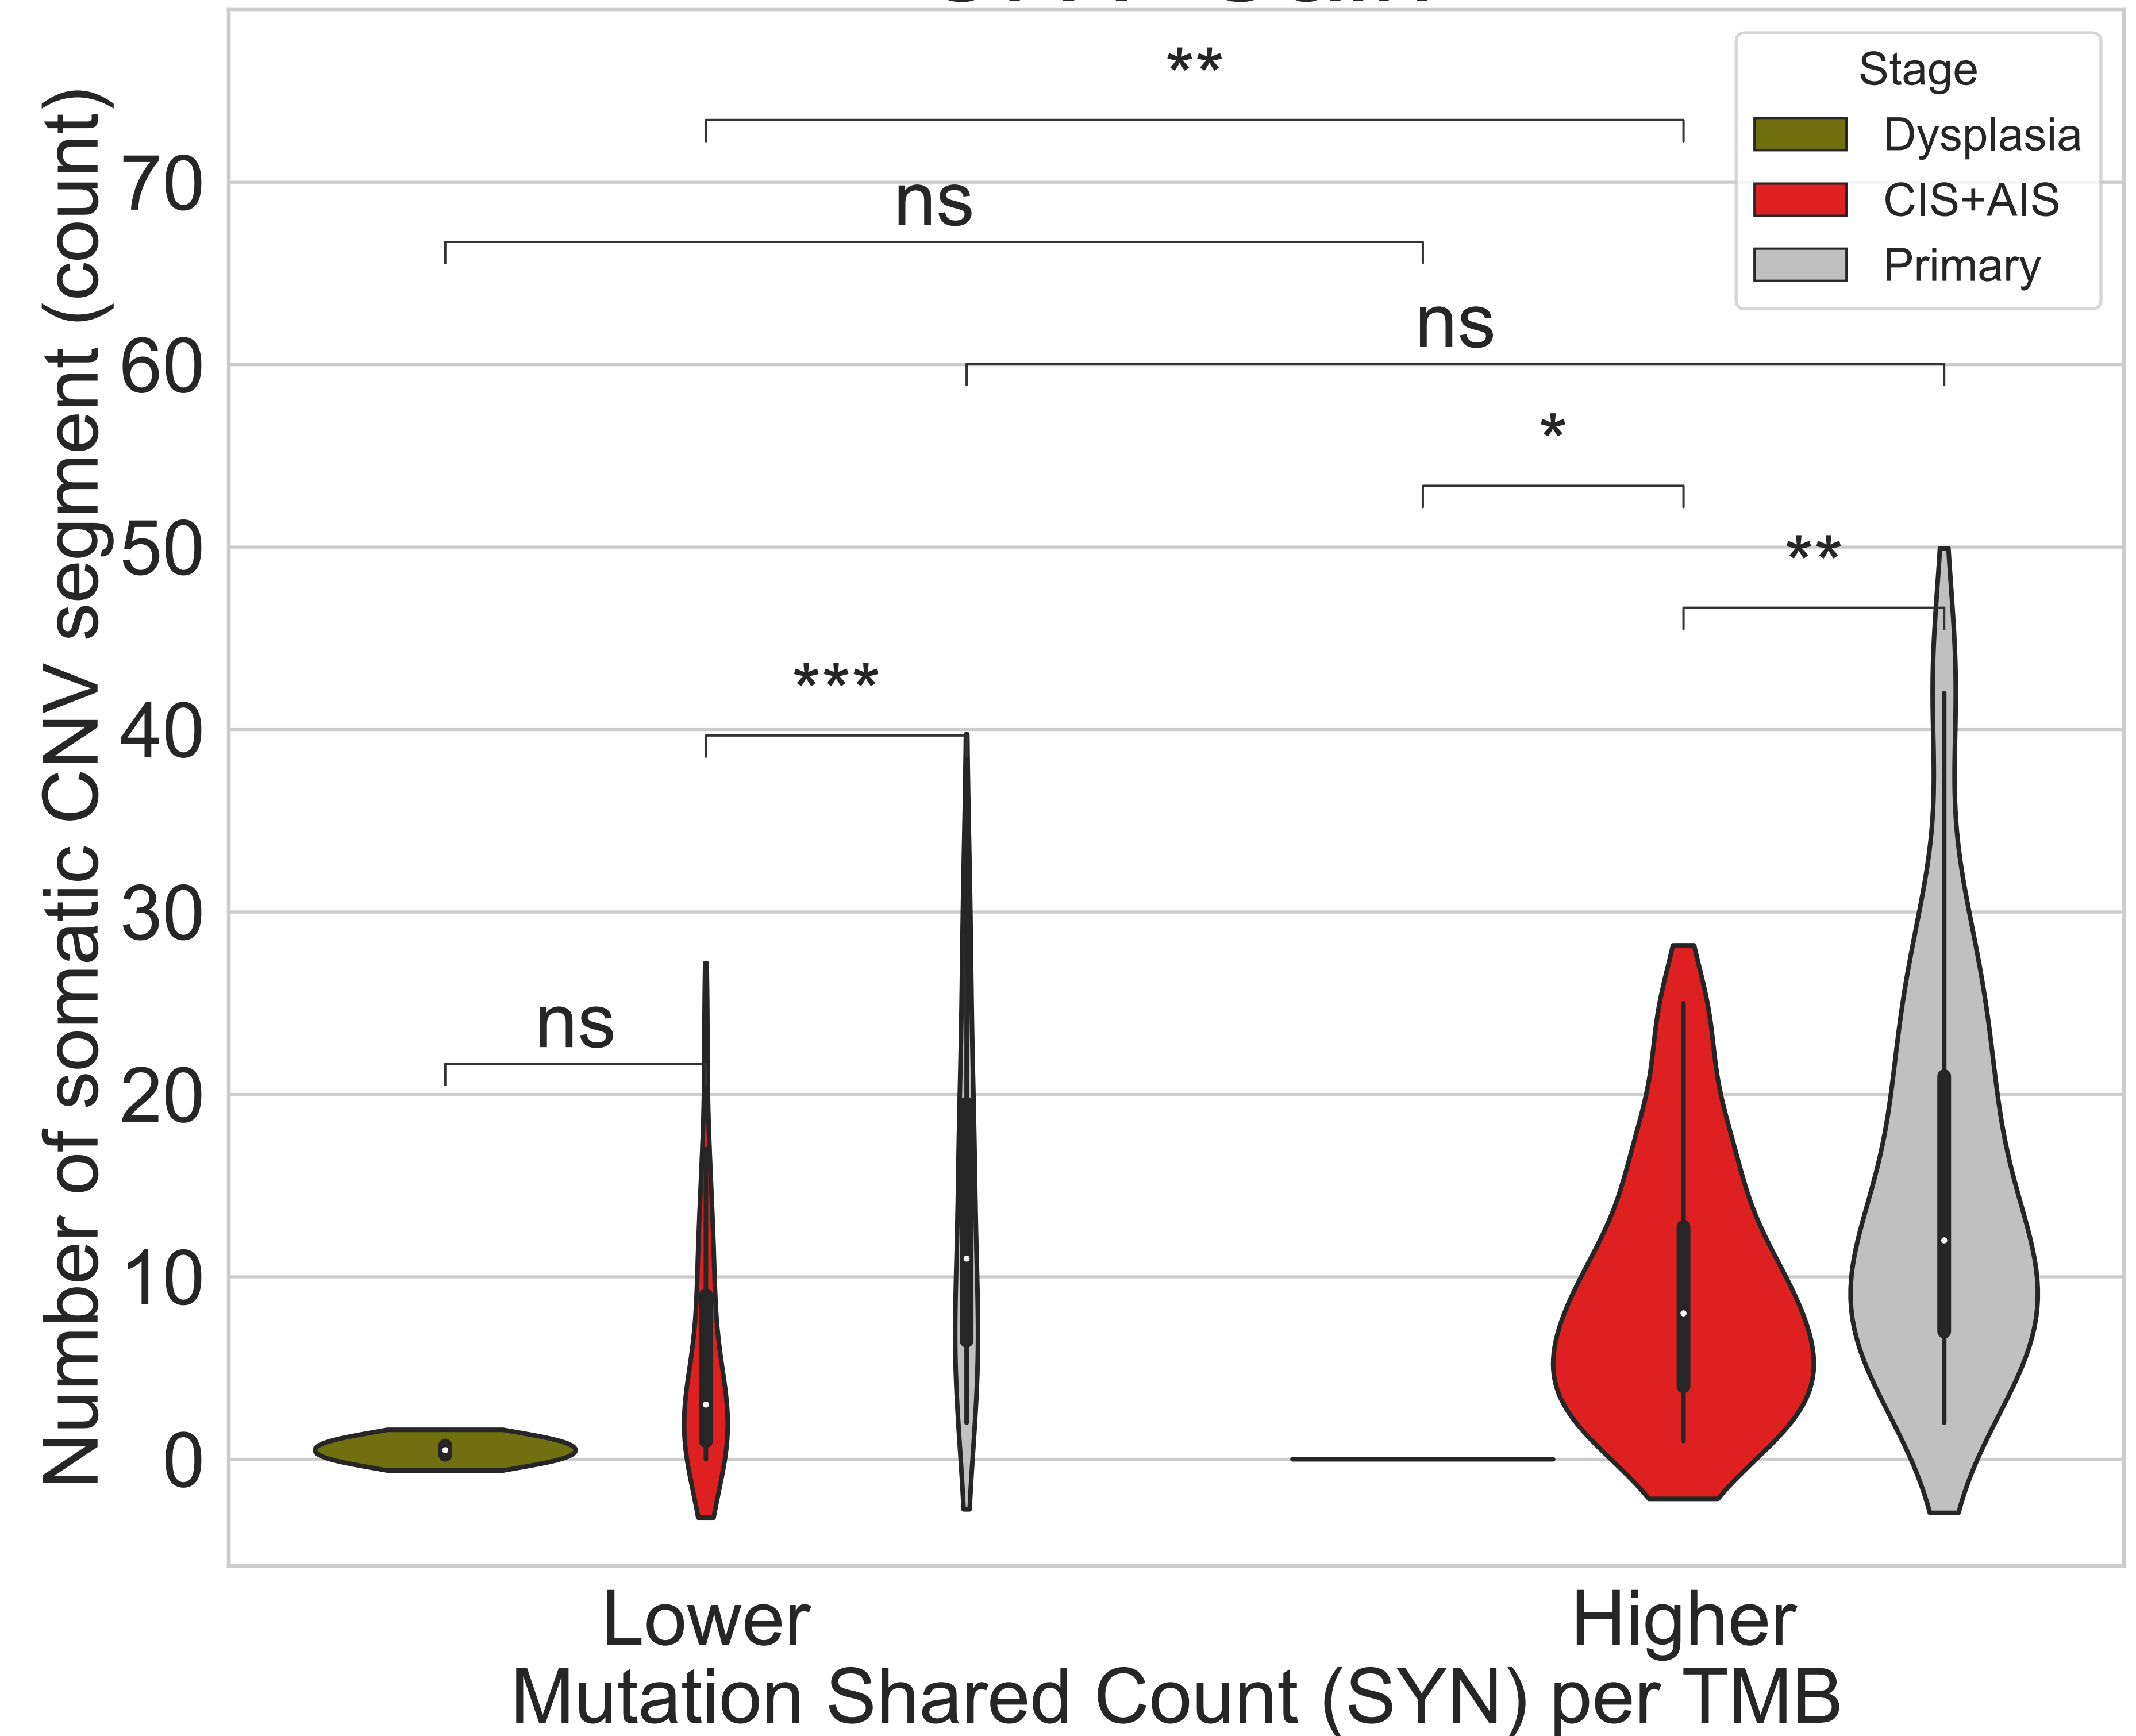 **
Stage
Dysplasia
CIS+AIS
Primary
ns
ns
*
**
***
ns
Number of somatic CNV segment (count)
70
60
50
40
30
20
10
0
Lower
Higher
Mutation Shared Count (SYN) per TMB